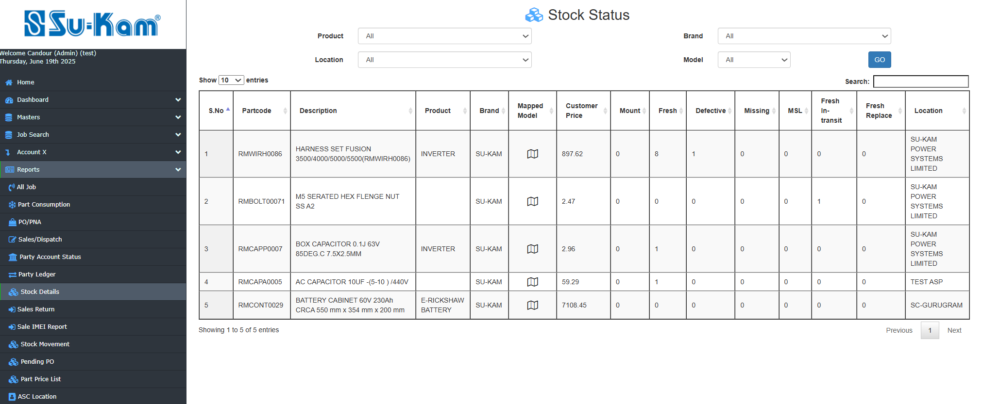 Su-Kam®
Welcome Candour (Admin) (test)
Thursday, June 19th 2025
Home
Dashboard
Masters
Job Search
Account X
Reports
All Job
Part Consumption
PO/PNA
Sales/Dispatch
Party Account Status
Party Ledger
Stock Details
Sales Return
Sale IMEI Report
Stock Movement
Pending PO
Part Price List
ASC Location
Stock Status
Product All Brand All
Location All Model All GO
Show 10 entries Search:
S.No Partcode Description Product Brand Mapped Model Customer Price Mount Fresh Defective Missing MSL Fresh In-transit Fresh Replace Location
1 RMWIRH0086 HARNESS SET FUSION 3500/4000/5000/5500(RMWIRH0086) INVERTER SU-KAM 897.62 0 8 1 0 0 0 0 SU-KAM POWER SYSTEMS LIMITED
2 RMBOLT00071 M5 SERATED HEX FLENGE NUT SS A2 SU-KAM 2.47 0 0 0 0 0 1 0 SU-KAM POWER SYSTEMS LIMITED
3 RMCAPP0007 BOX CAPACITOR 0.1J 63V 85DEG.C 7.5X2.5MM INVERTER SU-KAM 2.96 0 1 0 0 0 0 0 SU-KAM POWER SYSTEMS LIMITED
4 RMCAPA0005 AC CAPACITOR 10UF -(5-10 ) /440V SU-KAM 59.29 0 1 0 0 0 0 0 TEST ASP
5 RMCONT0029 BATTERY CABINET 60V 230Ah CRCA 550 mm x 354 mm x 200 mm E-RICKSHAW BATTERY SU-KAM 7108.45 0 0 0 0 0 0 0 SC-GURUGRAM
Showing 1 to 5 of 5 entries Previous 1 Next